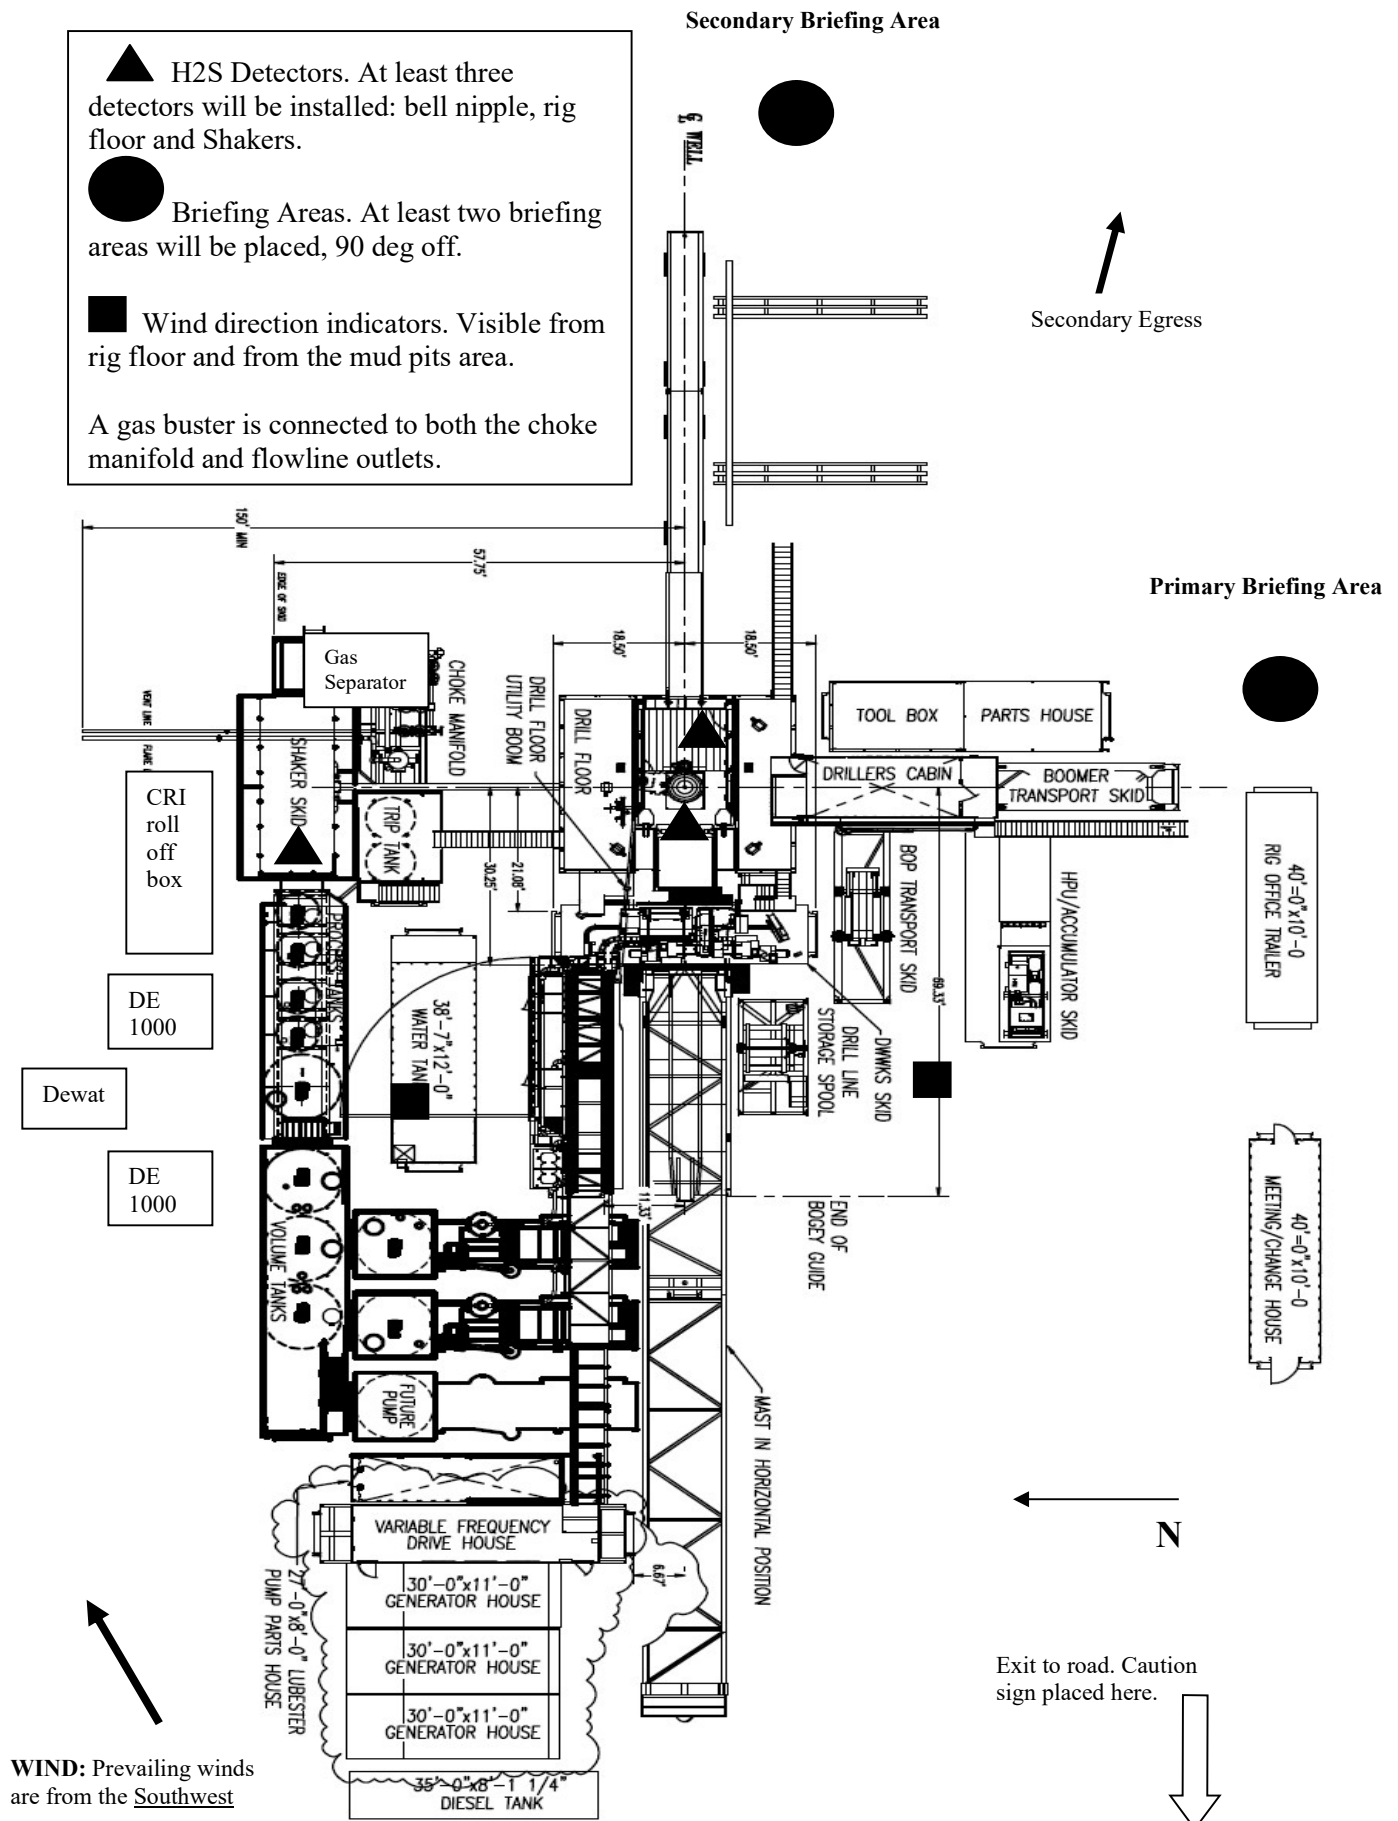 Secondary Briefing Area
H2S Detectors. At least three
detectors will be installed: bell nipple, rig
floor and Shakers.
Briefing Areas. At least two briefing
areas will be placed, 90 deg off.
Wind direction indicators. Visible from
rig floor and from the mud pits area.
A gas buster is connected to both the choke
manifold and flowline outlets.
WELL
Secondary Egress
150' MIN
57.75'
EDGE OF SKID
Primary Briefing Area
18.50'
18.50'
Gas
Separator
CHOKE MANIFOLD
DRILL FLOOR
UTILITY BOOM
DRILL FLOOR
TOOL BOX
PARTS HOUSE
VENT LINE
FLARE
SHAKER SKID
DRILLERS CABIN
BOOMER
TRANSPORT SKID
CRI
roll
off
box
TRIP TANK
30.25'
21.08'
BOP TRANSPORT SKID
HPU/ACCUMULATOR SKID
40'=0"x10'-0
RIG OFFICE TRAILER
DE
1000
38'-7"x12'-0"
WATER TAN
69.33'
DWWKS SKID
DRILL LINE
STORAGE SPOOL
Dewat
DE
1000
VOLUME TANKS
11.33'
END OF
BOGEY GUIDE
40'=0"x10'-0
MEETING/CHANGE HOUSE
FUTURE
PUMP
MAST IN HORIZONTAL POSITION
N
VARIABLE FREQUENCY
DRIVE HOUSE
6.67'
27'-0"x8'-0" LUBESTER
PUMP PARTS HOUSE
30'-0"x11'-0"
GENERATOR HOUSE
30'-0"x11'-0"
GENERATOR HOUSE
30'-0"x11'-0"
GENERATOR HOUSE
Exit to road. Caution
sign placed here.
WIND: Prevailing winds
are from the Southwest
35'-0"x8'-1 1/4"
DIESEL TANK